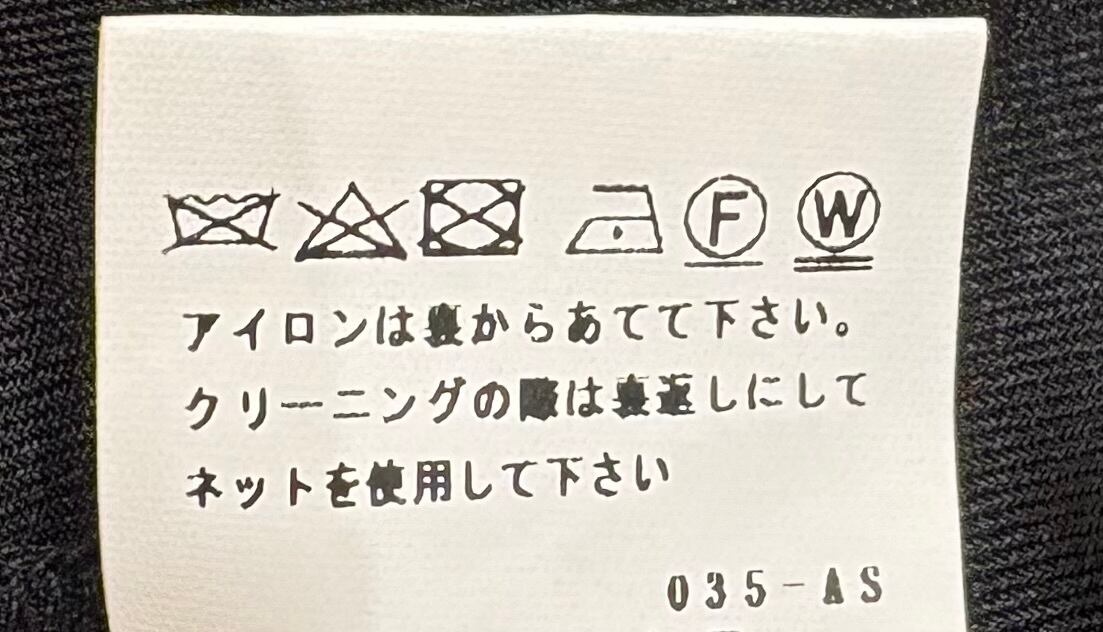 F W
アイロンは裏からあてて下さい。
クリーニングの際は裏返しにして
ネットを使用して下さい
035-AS